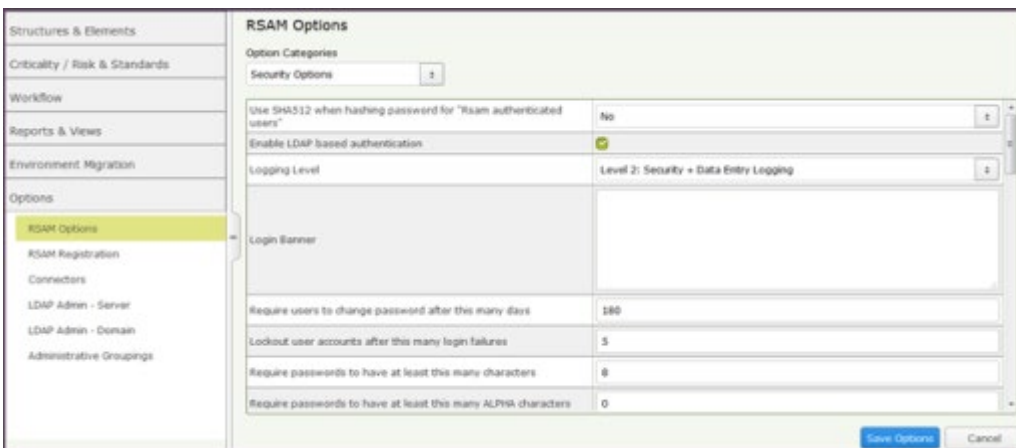 Structures & Elements
Criticality / Risk & Standards
Workflow
Reports & Views
Environment Migration
Options
RSAM Options
RSAM Registration
Connectors
LDAP Admin - Server
LDAP Admin - Domain
Administrative Groupings
RSAM Options
Option Categories
Security Options
Use SHA512 when hashing password for "Rsam authenticated
users"
No
Enable LDAP based authentication
Logging Level
Level 2: Security + Data Entry Logging
Login Banner
Require users to change password after this many days
180
Lockout user accounts after this many login failures
5
Require passwords to have at least this many characters
8
Require passwords to have at least this many ALPHA characters
0
Save Options
Cancel